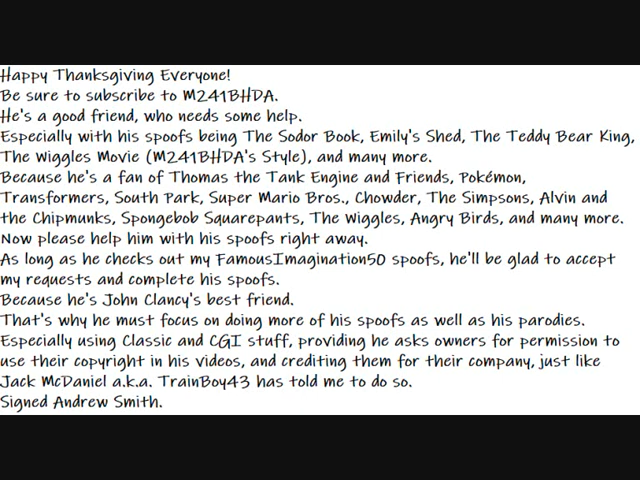 Happy Thanksgiving Everyone!
Be sure to subscribe to M241BHDA.
He's a good friend, who needs some help.
Especially with his spoofs being The Sodor Book, Emily's Shed, The Teddy Bear King,
The Wiggles Movie (M241BHDA's Style), and many more.
Because he's a fan of Thomas the Tank Engine and Friends, Pokémon,
Transformers, South Park, Super Mario Bros., Chowder, The Simpsons, Alvin and
the Chipmunks, Spongebob Squarepants, The Wiggles, Angry Birds, and many more.
Now please help him with his spoofs right away.
As long as he checks out my FamousImagination50 spoofs, he'll be glad to accept
my requests and complete his spoofs.
Because he's John Clancy's best friend.
That's why he must focus on doing more of his spoofs as well as his parodies.
Especially using Classic and CGI stuff, providing he asks owners for permission to
use their copyright in his videos, and crediting them for their company, just like
Jack McDaniel a.k.a. TrainBoy43 has told me to do so.
Signed Andrew Smith.